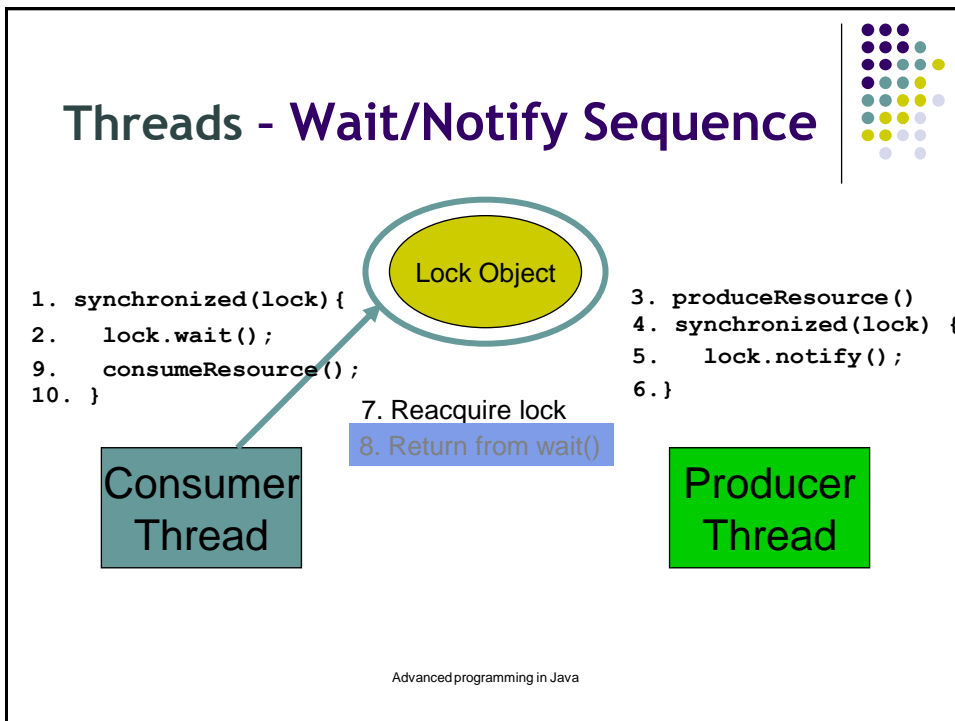 Threads - Wait/Notify Sequence
Lock Object
1. synchronized(lock){
2. lock.wait();
9. consumeResource();
10. }
3. produceResource()
4. synchronized(lock) {
5. lock.notify();
6.}
7. Reacquire lock
8. Return from wait()
Consumer
Thread
Producer
Thread
Advanced programming in Java